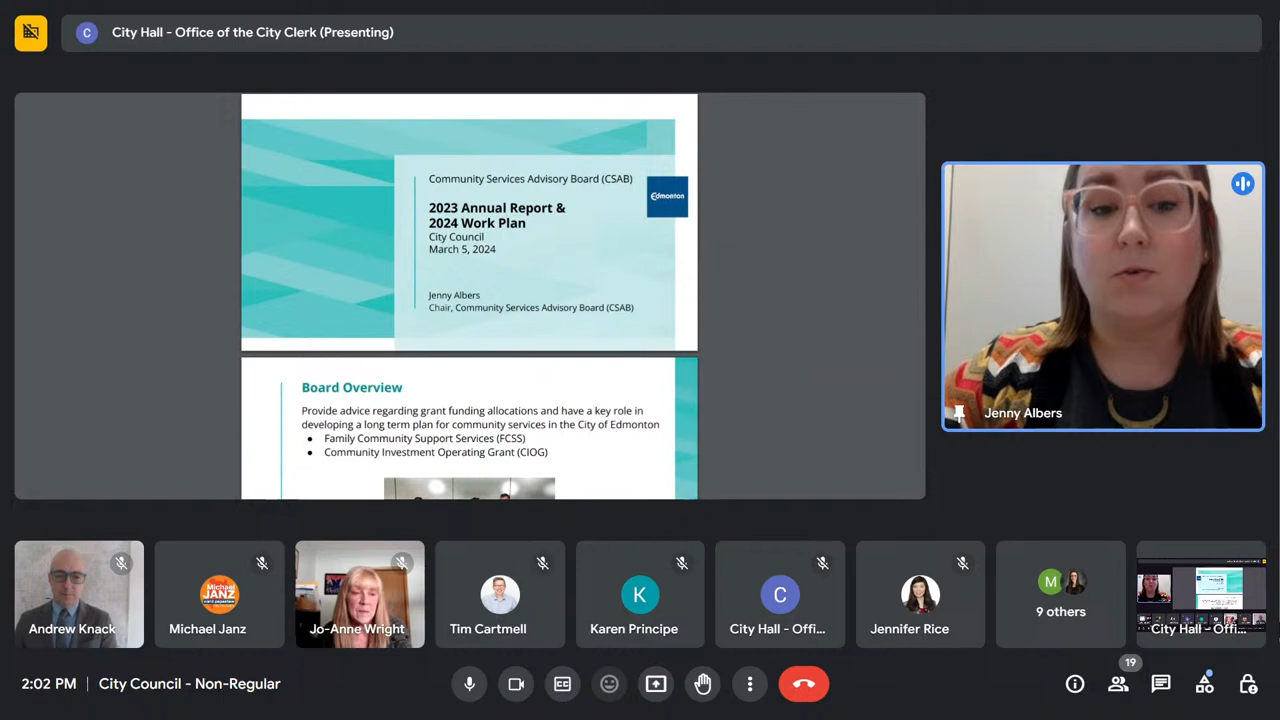 C
City Hall - Office of the City Clerk (Presenting)
Community Services Advisory Board (CSAB)
Edmonton
2023 Annual Report &
2024 Work Plan
City Council
March 5, 2024
Jenny Albers
Chair, Community Services Advisory Board (CSAB)
Board Overview
Provide advice regarding grant funding allocations and have a key role in
developing a long term plan for community services in the City of Edmonton
● Family Community Support Services (FCSS)
● Community Investment Operating Grant (CIOG)
Jenny Albers
Andrew Knack
Michael
JANZ
Michael Janz
Jo-Anne Wright
Tim Cartmell
K
Karen Principe
C
City Hall - Offi...
Jennifer Rice
M
9 others
City Hall - Offi...
2:02 PM | City Council - Non-Regular
CC
19